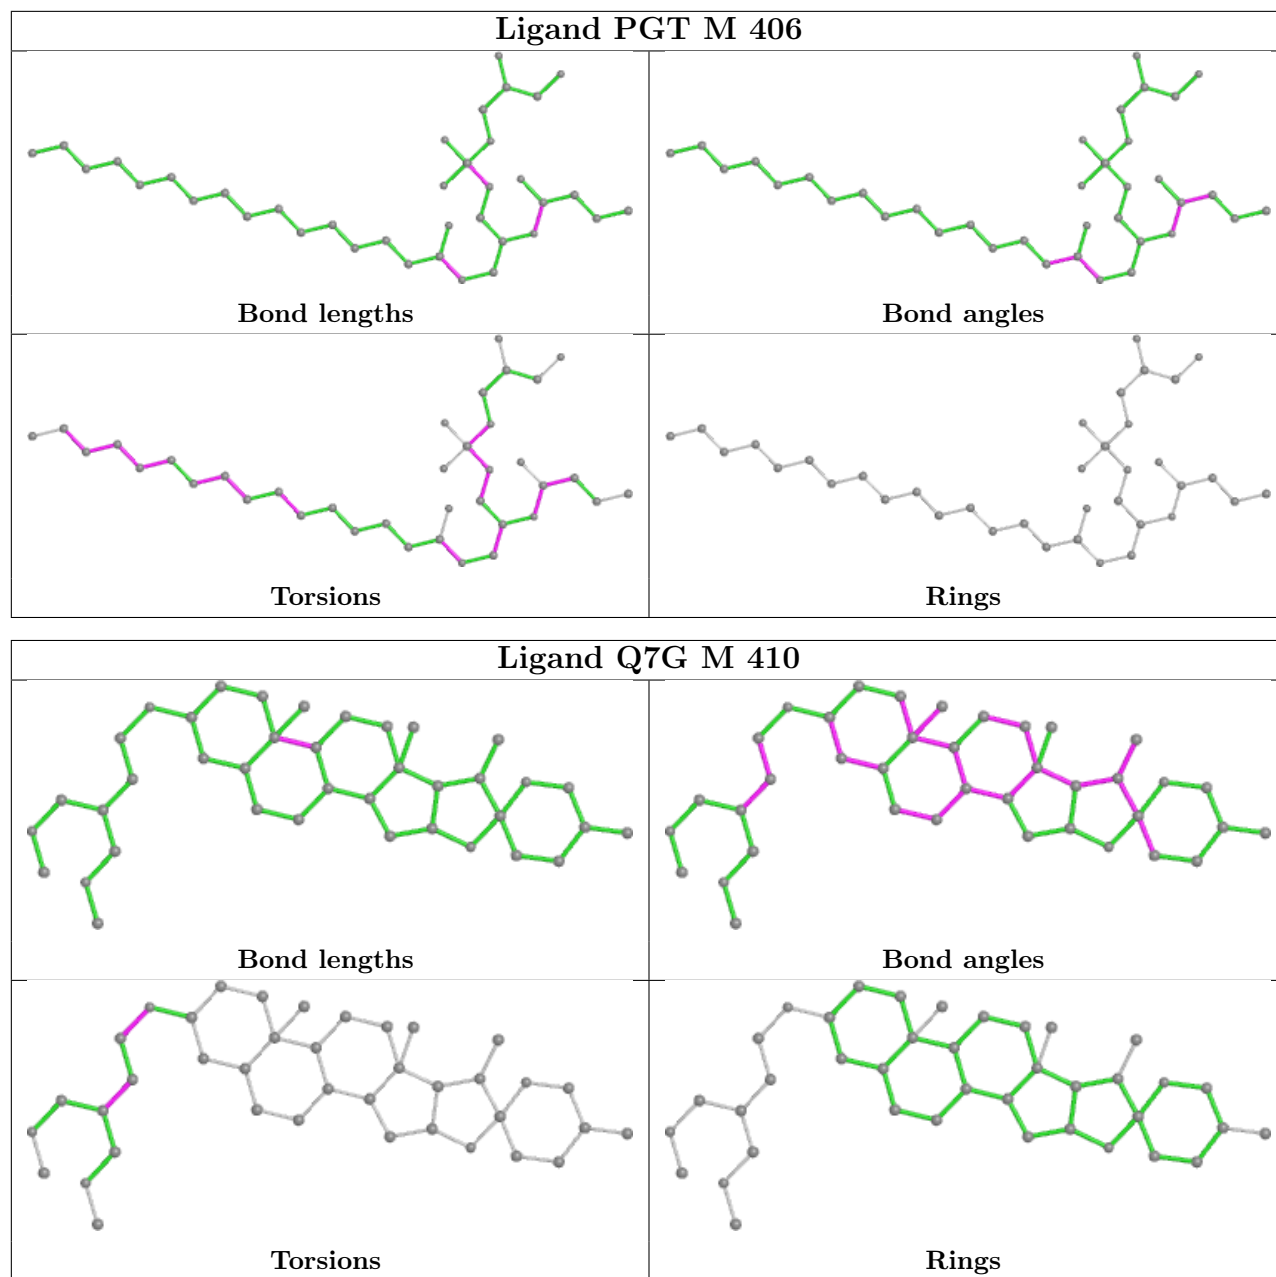 Ligand PGT M 406
Bond lengths
Bond angles
Torsions
Rings
Ligand Q7G M 410
Bond lengths
Bond angles
Torsions
Rings